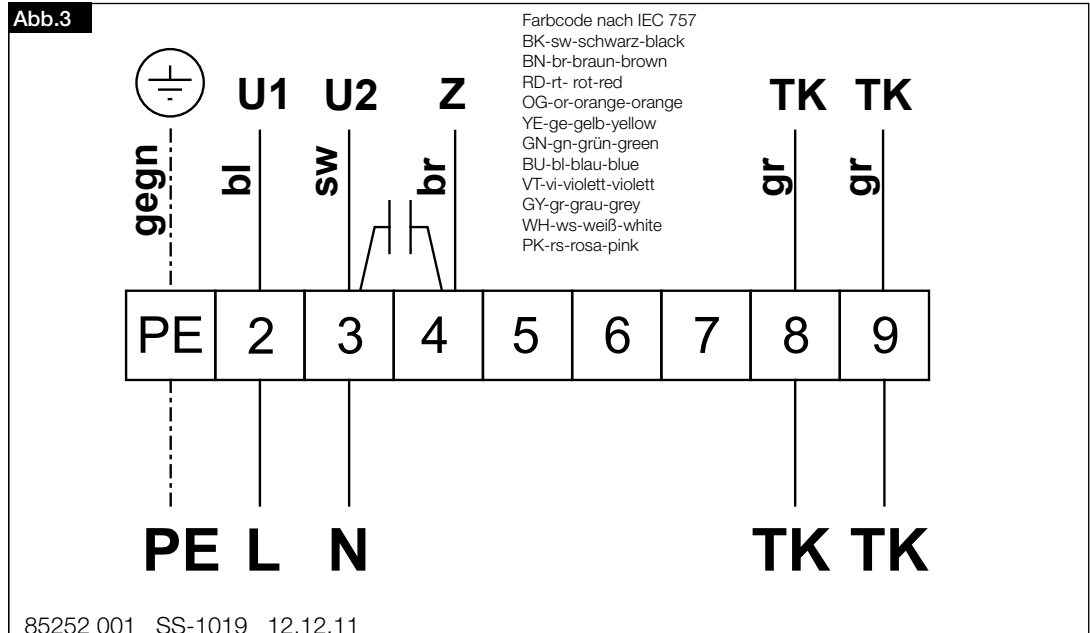 Abb.3
Farbcode nach IEC 757
BK-sw-schwarz-black
BN-br-braun-brown
RD-rt- rot-red
OG-or-orange-orange
YE-ge-gelb-yellow
GN-gn-grün-green
BU-bl-blau-blue
VT-vi-violett-violett
GY-gr-grau-grey
WH-ws-weiß-white
PK-rs-rosa-pink
U1 U2 Z TK TK
gegn bl sw br gr gr
PE 2 3 4 5 6 7 8 9
PE L N TK TK
85252 001 SS-1019 12.12.11